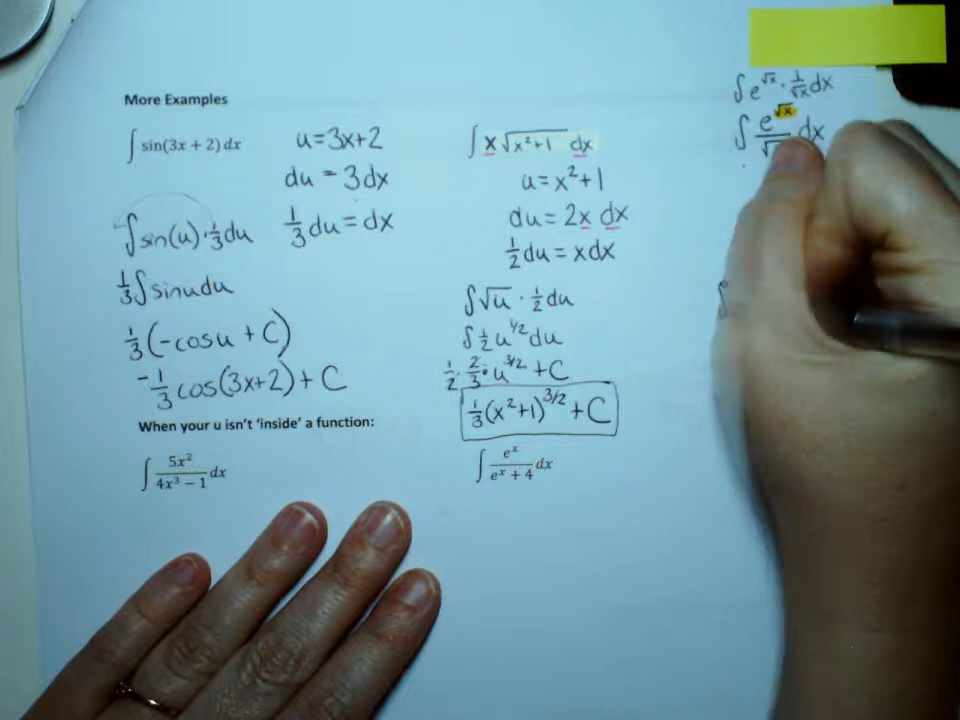 More Examples
∫ sin(3x + 2) dx
u=3x+2
du = 3dx
1/3 du = dx
∫sin(u)·1/3 du
1/3∫sinudu
1/3(-cosu + C)
-1/3 cos(3x+2) + C
∫ x√(x²+1) dx
u = x²+1
du = 2x dx
1/2 du = xdx
∫√u · 1/2 du
∫ 1/2 u^(1/2) du
1/2 · 2/3 · u^(3/2) + C
1/3(x²+1)^(3/2) + C
∫e^√x · 1/√x dx
∫ e^√x/√ dx
∫
When your u isn't 'inside' a function:
∫ 5x²/(4x³ − 1) dx
∫ e^x/(e^x + 4) dx